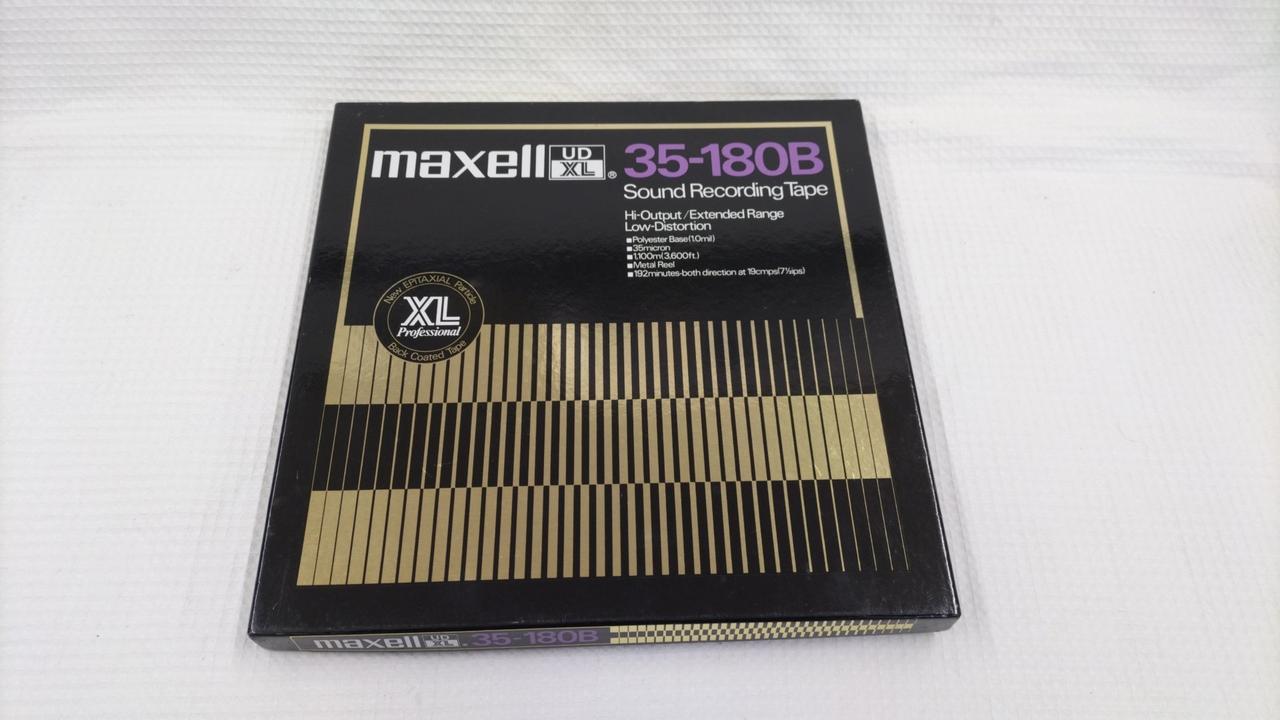 maxell UD XL® 35-180B
Sound Recording Tape
Hi-Output/Extended Range
Low-Distortion
■Polyester Base(1.0mil)
■35micron
■1,100m(3,600ft.)
■Metal Reel
■192minutes-both direction at 19cmps(7½ips)
New EPITAXIAL Particle
XL
Professional
Back Coated Tape
maxell UD XL. 35-180B